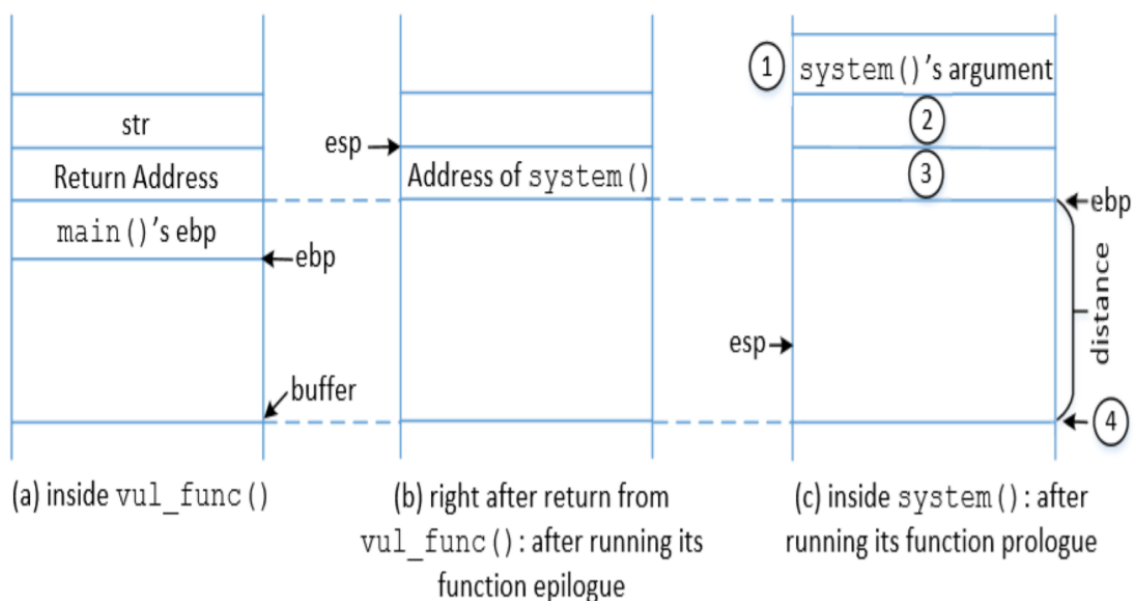 str
Return Address
main()'s ebp
ebp
buffer
(a) inside vul_func()
esp
Address of system()
(b) right after return from
vul_func(): after running its
function epilogue
1
system()'s argument
2
3
ebp
distance
esp
4
(c) inside system(): after
running its function prologue